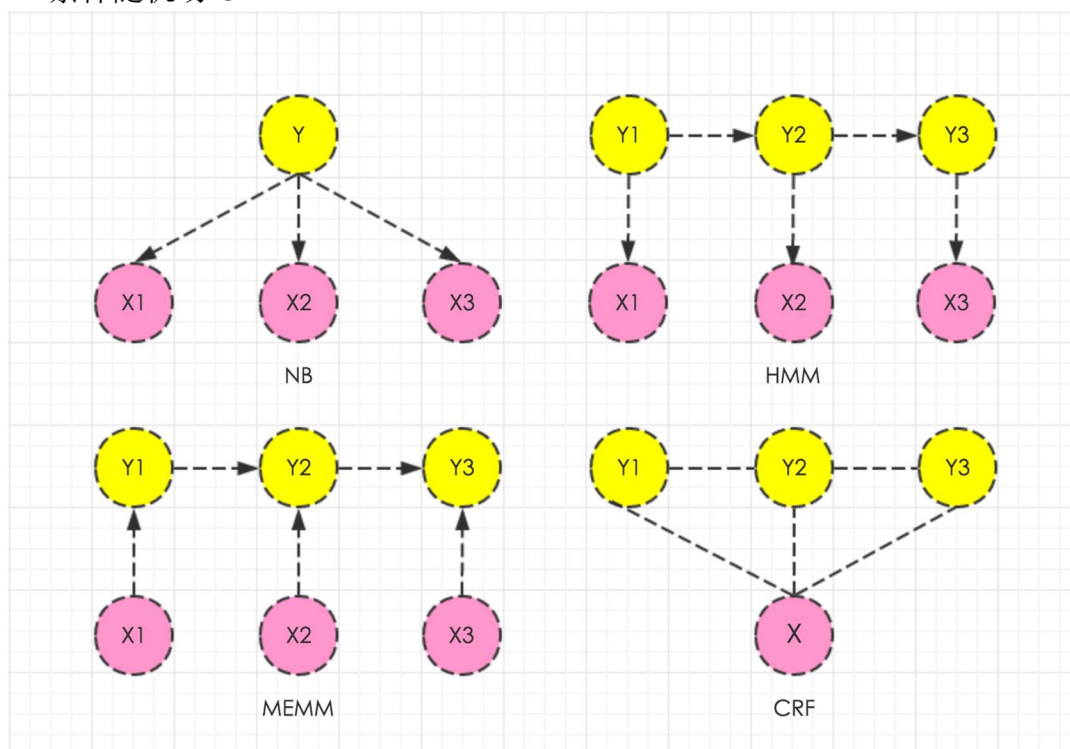 Y
Y1 Y2 Y3
X1 X2 X3
X1 X2 X3
NB
HMM
Y1 Y2 Y3
Y1 Y2 Y3
X1 X2 X3
X
MEMM
CRF